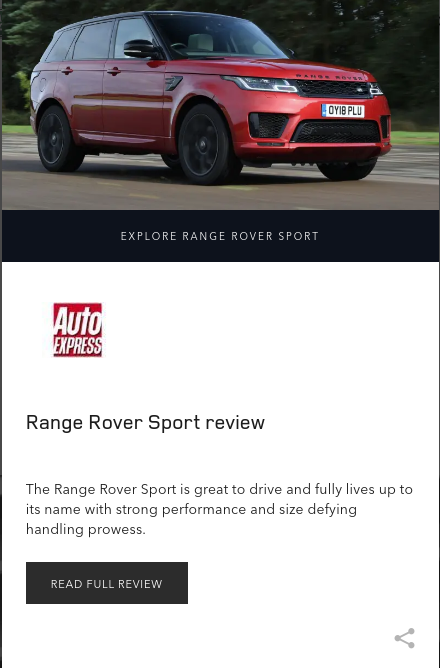 RANGE ROVER
OY18 PLU
EXPLORE RANGE ROVER SPORT
Auto
EXPRESS
Range Rover Sport review
The Range Rover Sport is great to drive and fully lives up to
its name with strong performance and size defying
handling prowess.
READ FULL REVIEW